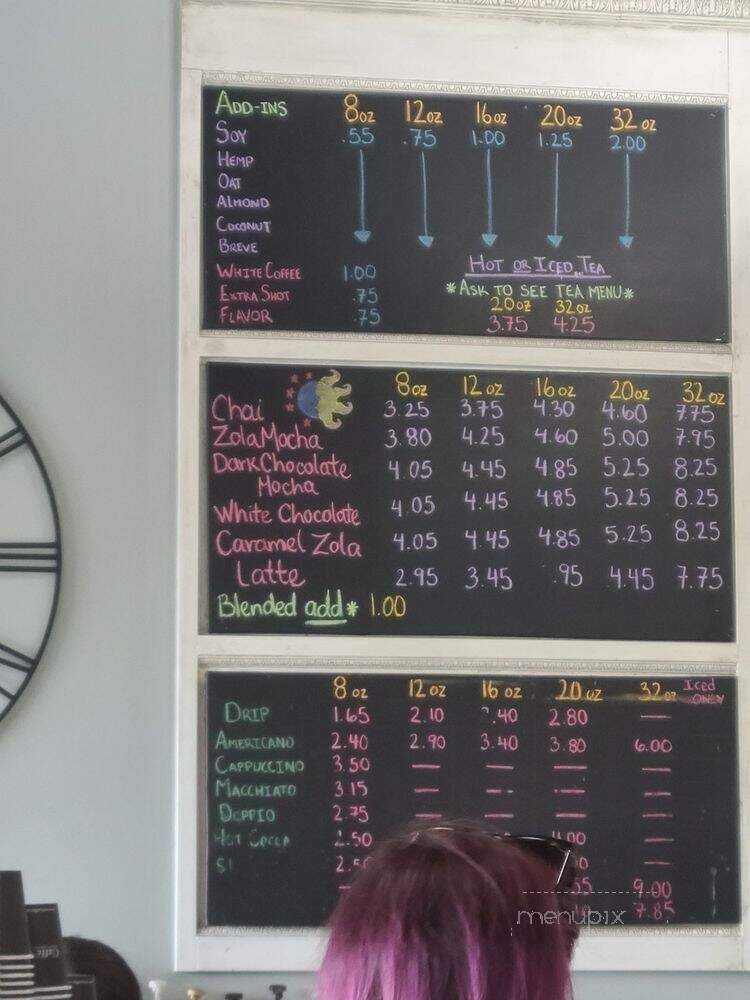 ADD-INS 8oz 12oz 16oz 20oz 32oz
SOY .55 .75 1.00 1.25 2.00
HEMP
OAT
ALMOND
COCONUT
BREVE
WHITE COFFEE 1.00
EXTRA SHOT .75
FLAVOR .75
HOT OR ICED TEA
*ASK TO SEE TEA MENU*
20oz 32oz
3.75 4.25
8oz 12oz 16oz 20oz 32oz
Chai 3.25 3.75 4.30 4.60 7.75
Zola Mocha 3.80 4.25 4.60 5.00 7.95
Dark Chocolate 4.05 4.45 4.85 5.25 8.25
Mocha
White Chocolate 4.05 4.45 4.85 5.25 8.25
Caramel Zola 4.05 4.45 4.85 5.25 8.25
Latte 2.95 3.45 .95 4.45 7.75
Blended add* 1.00
8oz 12oz 16oz 20oz 32oz Iced
ONLY
DRIP 1.65 2.10 .40 2.80 —
AMERICANO 2.40 2.90 3.40 3.80 6.00
CAPPUCCINO 3.50 — — — —
MACCHIATO 3.15 — — — —
DOPPIO 2.75 — —
HOT COCOA 2.50 —
—
9.00
7.85
menupix